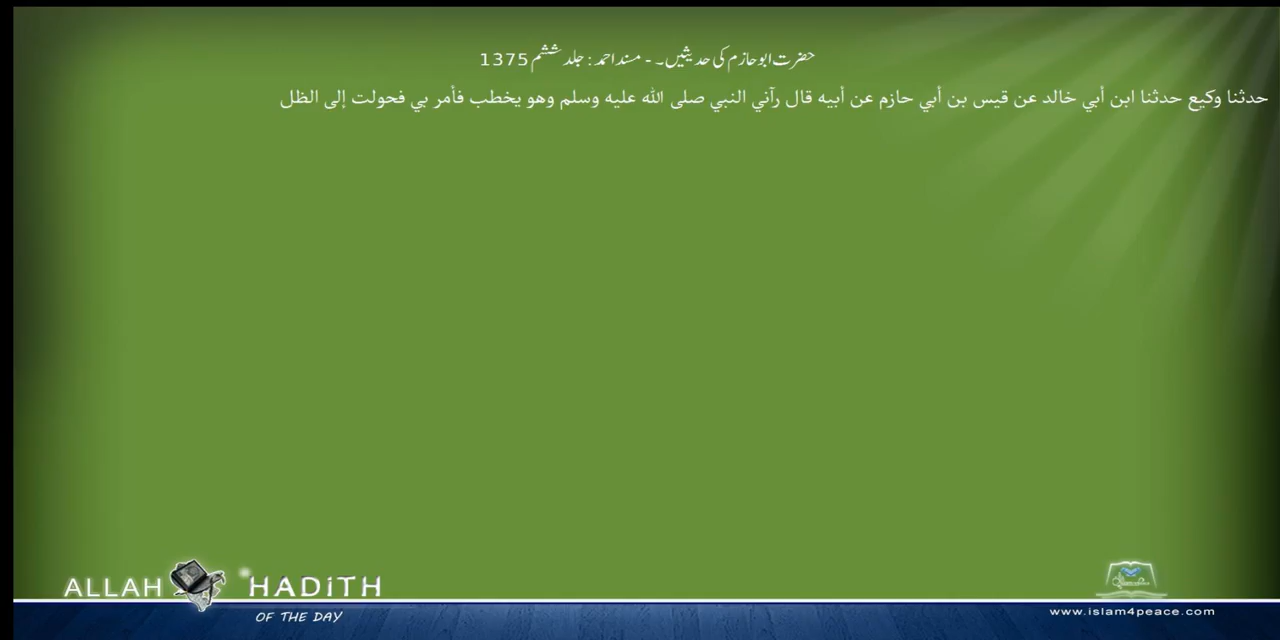 حضرت ابو حازم کی حدیثیں۔ - مسند احمد : جلد ششم 1375
حدثنا وكيع حدثنا ابن أبي خالد عن قيس بن أبي حازم عن أبيه قال رآني النبي صلى الله عليه وسلم وهو يخطب فأمر بي فحولت إلى الظل
ALLAH HADITH
OF THE DAY
www.islam4peace.com